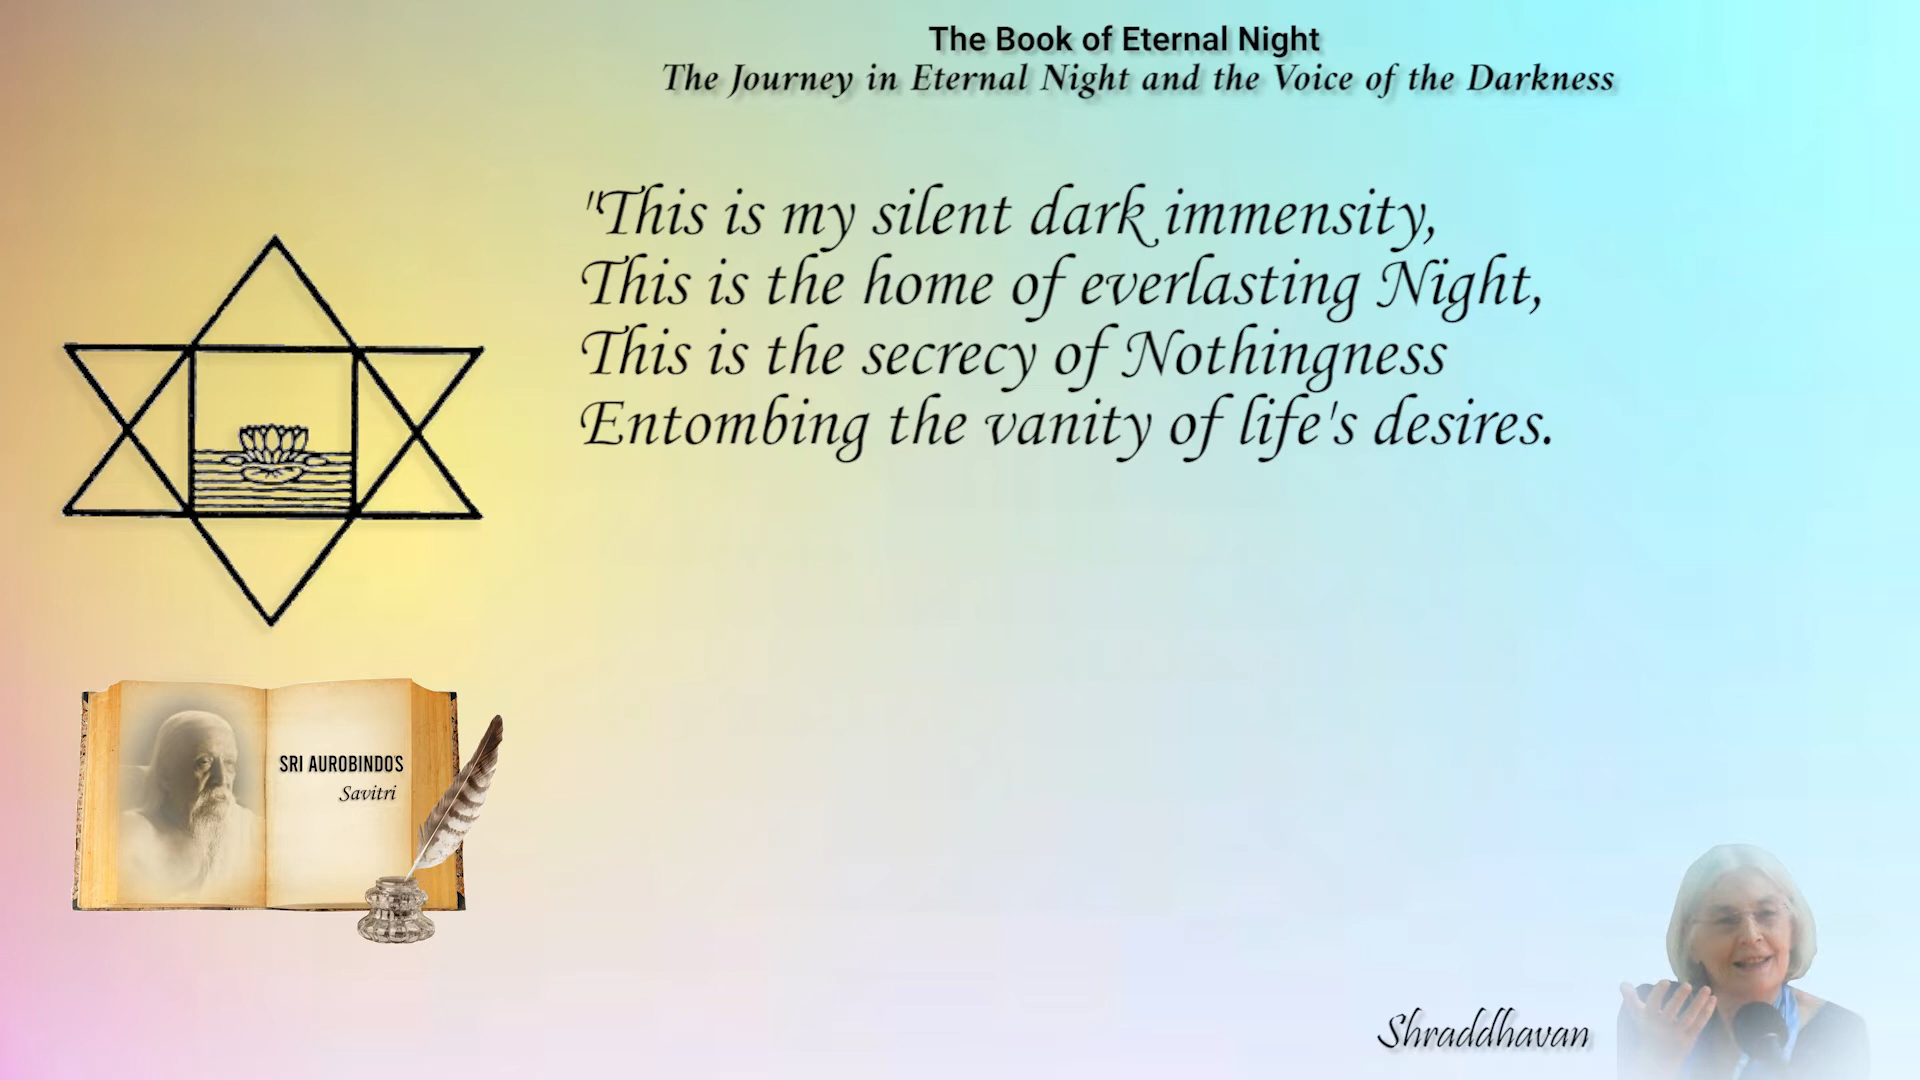 The Book of Eternal Night
The Journey in Eternal Night and the Voice of the Darkness
"This is my silent dark immensity,
This is the home of everlasting Night,
This is the secrecy of Nothingness
Entombing the vanity of life's desires.
SRI AUROBINDO'S
Savitri
Shraddhavan